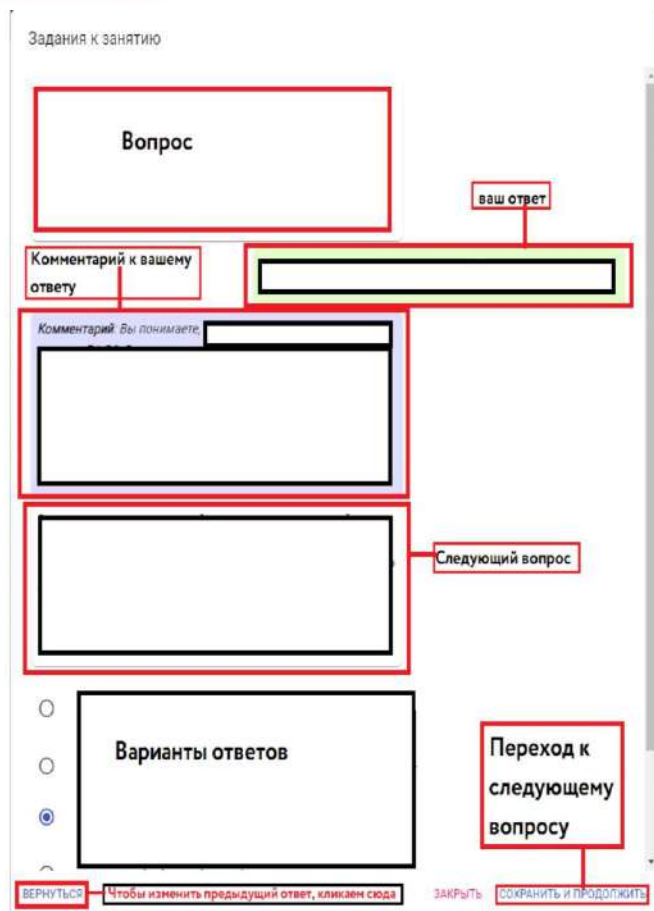 Задания к занятию
Вопрос
ваш ответ
Комментарий к вашему
ответу
Комментарий: Вы понимаете,
Следующий вопрос
Варианты ответов
Переход к
следующему
вопросу
ВЕРНУТЬСЯ
Чтобы изменить предыдущий ответ, кликаем сюда
ЗАКРЫТЬ
СОХРАНИТЬ И ПРОДОЛЖИТЬ